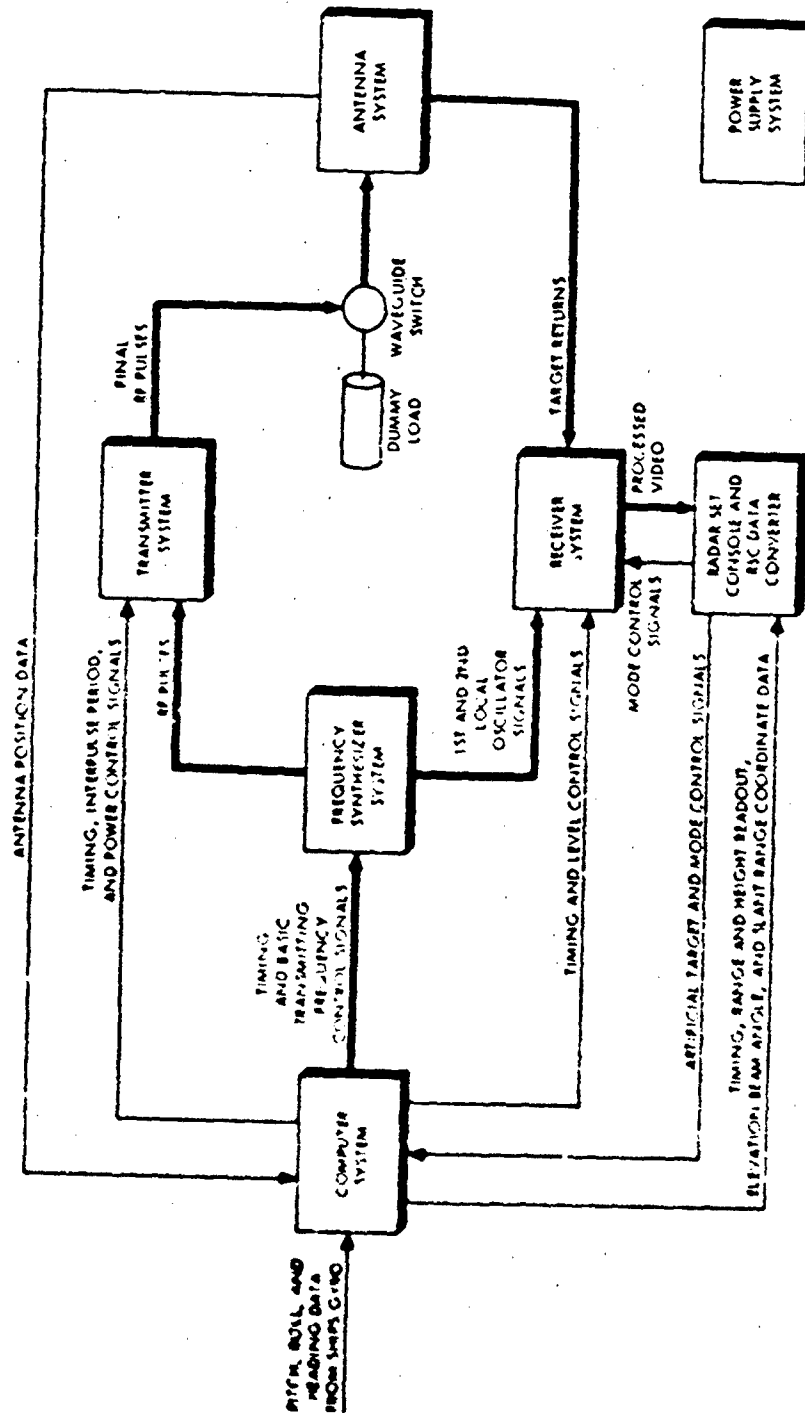 ANTENNA POSITION DATA
TIMING, INTERPULSE PERIOD,
AND POWER CONTROL SIGNALS
RF PULSES
TRANSMITTER
SYSTEM
FINAL
RF PULSES
ANTENNA
SYSTEM
WAVEGUIDE
SWITCH
DUMMY
LOAD
PITCH, ROLL, AND
HEADING DATA
FROM SHIPS GYRO
COMPUTER
SYSTEM
TIMING
AND BASIC
TRANSMITTING
FREQUENCY
CONTROL SIGNALS
FREQUENCY
SYNTHESIZER
SYSTEM
1ST AND 2ND
LOCAL
OSCILLATOR
SIGNALS
TIMING AND LEVEL CONTROL SIGNALS
RECEIVER
SYSTEM
TARGET RETURNS
MODE CONTROL
SIGNALS
PROCESSED
VIDEO
ARTIFICIAL TARGET AND MODE CONTROL SIGNALS
TIMING, RANGE AND HEIGHT READOUT,
ELEVATION BEAM ANGLE, AND SLANT RANGE COORDINATE DATA
RADAR SET
CONSOLE AND
RSC DATA
CONVERTER
POWER
SUPPLY
SYSTEM